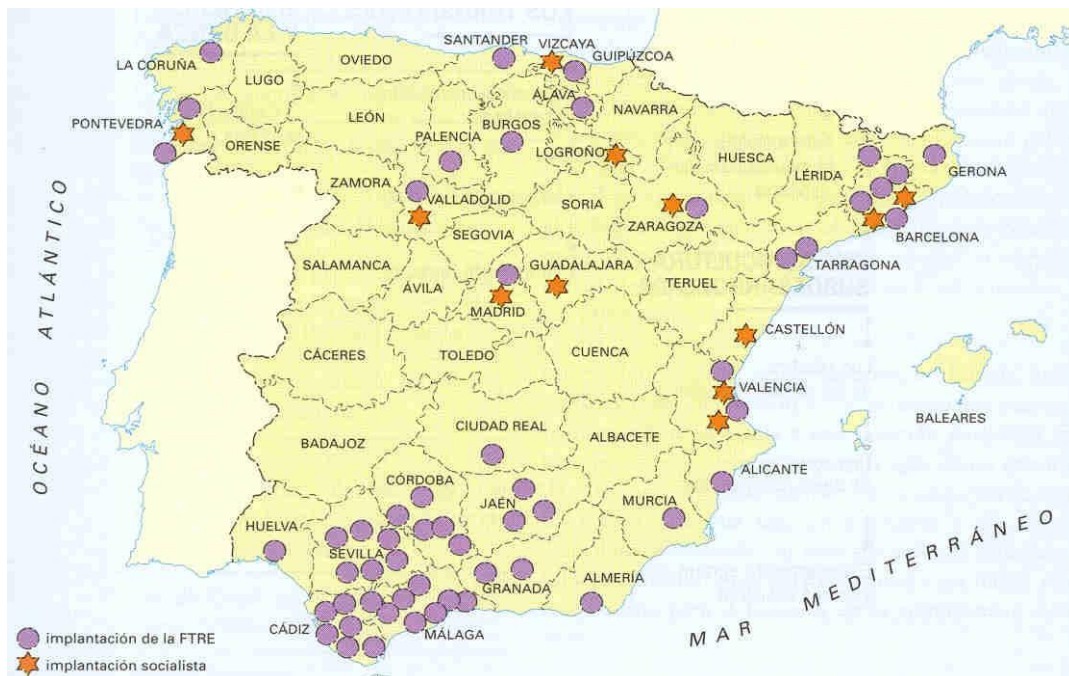 SANTANDER
VIZCAYA
GUIPÚZCOA
LA CORUÑA
LUGO
OVIEDO
ÁLAVA
NAVARRA
PONTEVEDRA
ORENSE
LEÓN
PALENCIA
BURGOS
LOGROÑO
HUESCA
LÉRIDA
GERONA
ZAMORA
VALLADOLID
SORIA
ZARAGOZA
BARCELONA
SEGOVIA
SALAMANCA
ÁVILA
GUADALAJARA
TERUEL
TARRAGONA
MADRID
CASTELLÓN
CÁCERES
TOLEDO
CUENCA
VALENCIA
BALEARES
BADAJOZ
CIUDAD REAL
ALBACETE
ALICANTE
CÓRDOBA
JAÉN
MURCIA
HUELVA
SEVILLA
GRANADA
ALMERÍA
CÁDIZ
MÁLAGA
OCÉANO ATLÁNTICO
MAR MEDITERRÁNEO
implantación de la FTRE
implantación socialista